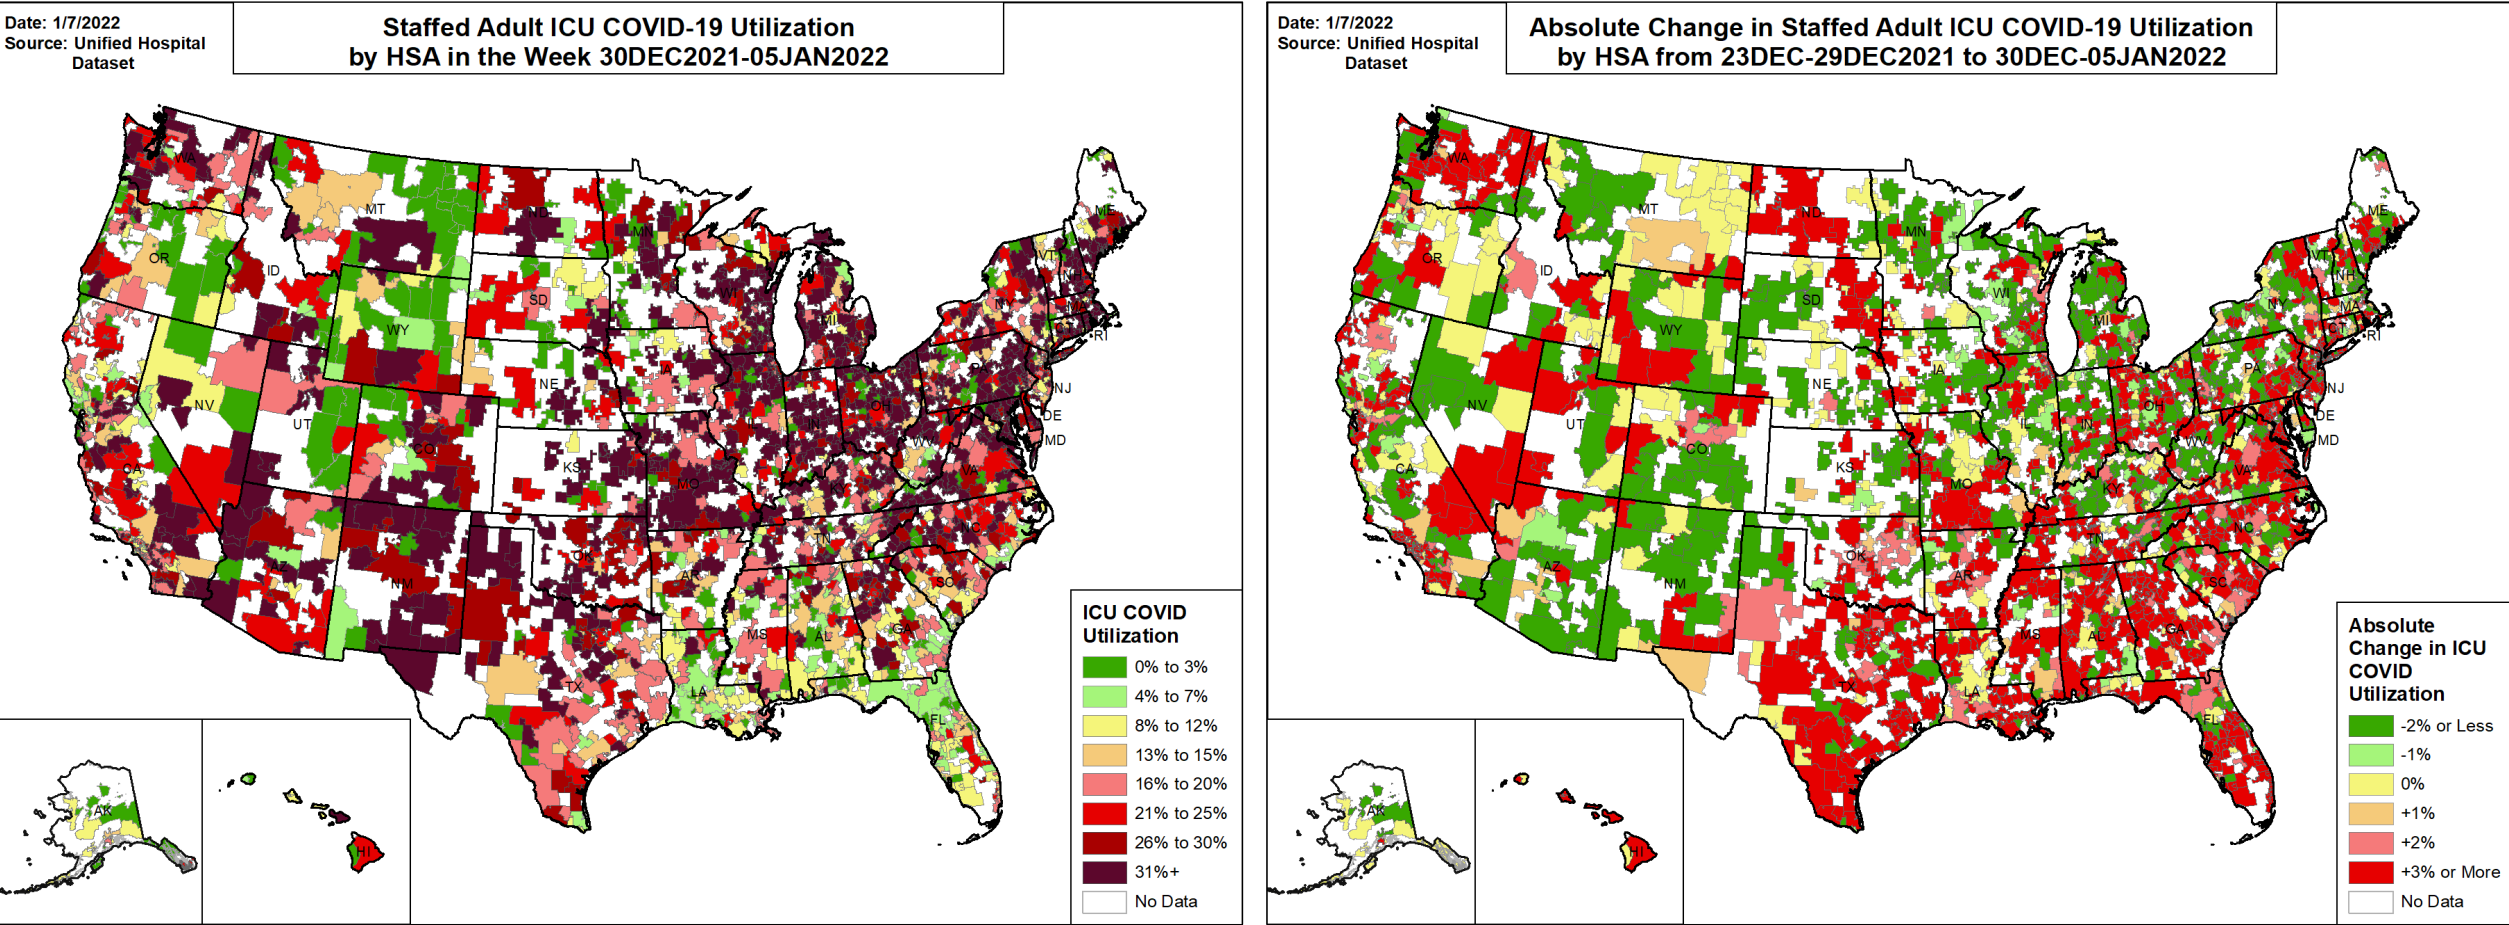 Date: 1/7/2022
Source: Unified Hospital
Dataset
Staffed Adult ICU COVID-19 Utilization
by HSA in the Week 30DEC2021-05JAN2022
WA
MT
ND
MN
ME
OR
ID
SD
WI
VT
NH
NY
MA
CT
RI
WY
MI
IA
NE
PA
NJ
NV
UT
CO
IL
IN
OH
DE
MD
WV
VA
CA
KS
MO
KY
AZ
NM
OK
AR
TN
NC
SC
MS
AL
GA
TX
LA
FL
AK
HI
ICU COVID
Utilization
0% to 3%
4% to 7%
8% to 12%
13% to 15%
16% to 20%
21% to 25%
26% to 30%
31%+
No Data
Date: 1/7/2022
Source: Unified Hospital
Dataset
Absolute Change in Staffed Adult ICU COVID-19 Utilization
by HSA from 23DEC-29DEC2021 to 30DEC-05JAN2022
WA
MT
ND
MN
ME
OR
ID
SD
WI
VT
NH
NY
MA
CT
RI
WY
MI
IA
NE
PA
NJ
NV
UT
CO
IL
IN
OH
DE
MD
WV
VA
CA
KS
MO
KY
AZ
NM
OK
AR
TN
NC
SC
MS
AL
GA
TX
LA
FL
AK
HI
Absolute
Change in ICU
COVID
Utilization
-2% or Less
-1%
0%
+1%
+2%
+3% or More
No Data